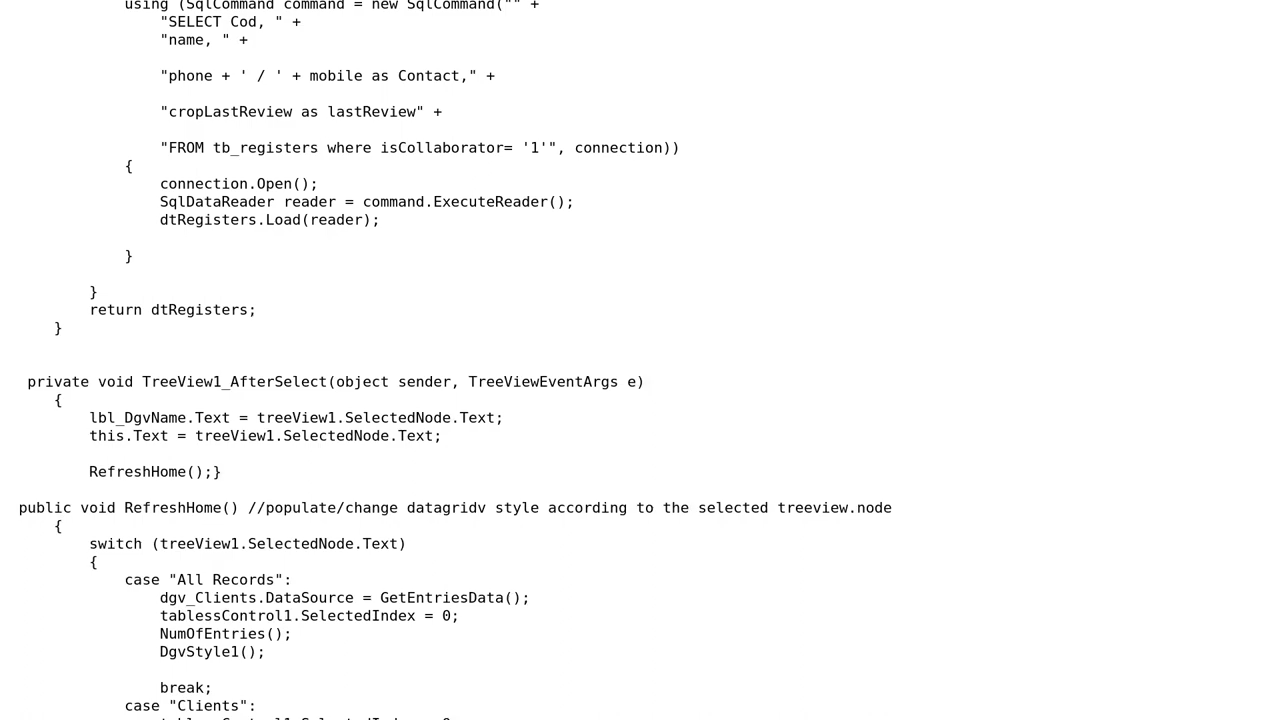 using (SqlCommand command = new SqlCommand("" +
"SELECT Cod, " +
"name, " +
"phone + ' / ' + mobile as Contact," +
"cropLastReview as lastReview" +
"FROM tb_registers where isCollaborator= '1'", connection))
{
connection.Open();
SqlDataReader reader = command.ExecuteReader();
dtRegisters.Load(reader);
}
}
return dtRegisters;
}
private void TreeView1_AfterSelect(object sender, TreeViewEventArgs e)
{
lbl_DgvName.Text = treeView1.SelectedNode.Text;
this.Text = treeView1.SelectedNode.Text;
RefreshHome();}
public void RefreshHome() //populate/change datagridv style according to the selected treeview.node
{
switch (treeView1.SelectedNode.Text)
{
case "All Records":
dgv_Clients.DataSource = GetEntriesData();
tablessControl1.SelectedIndex = 0;
NumOfEntries();
DgvStyle1();
break;
case "Clients":